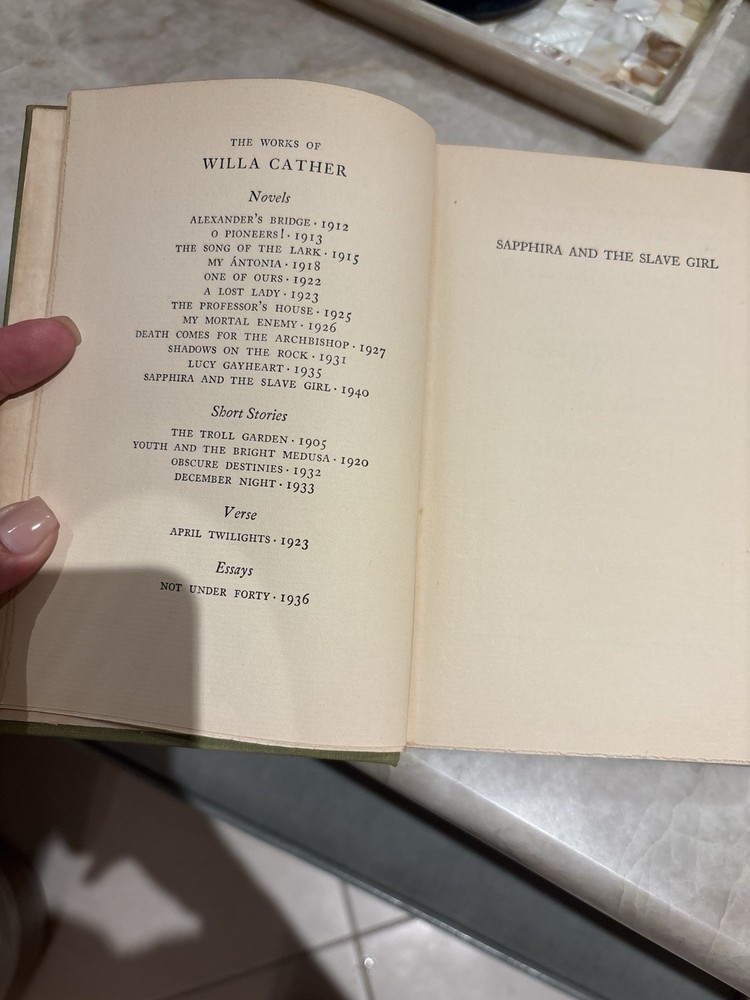 THE WORKS OF
WILLA CATHER
Novels
ALEXANDER'S BRIDGE · 1912
O PIONEERS! · 1913
THE SONG OF THE LARK · 1915
MY ÁNTONIA · 1918
ONE OF OURS · 1922
A LOST LADY · 1923
THE PROFESSOR'S HOUSE · 1925
MY MORTAL ENEMY · 1926
DEATH COMES FOR THE ARCHBISHOP · 1927
SHADOWS ON THE ROCK · 1931
LUCY GAYHEART · 1935
SAPPHIRA AND THE SLAVE GIRL · 1940
Short Stories
THE TROLL GARDEN · 1905
YOUTH AND THE BRIGHT MEDUSA · 1920
OBSCURE DESTINIES · 1932
DECEMBER NIGHT · 1933
Verse
APRIL TWILIGHTS · 1923
Essays
NOT UNDER FORTY · 1936
SAPPHIRA AND THE SLAVE GIRL